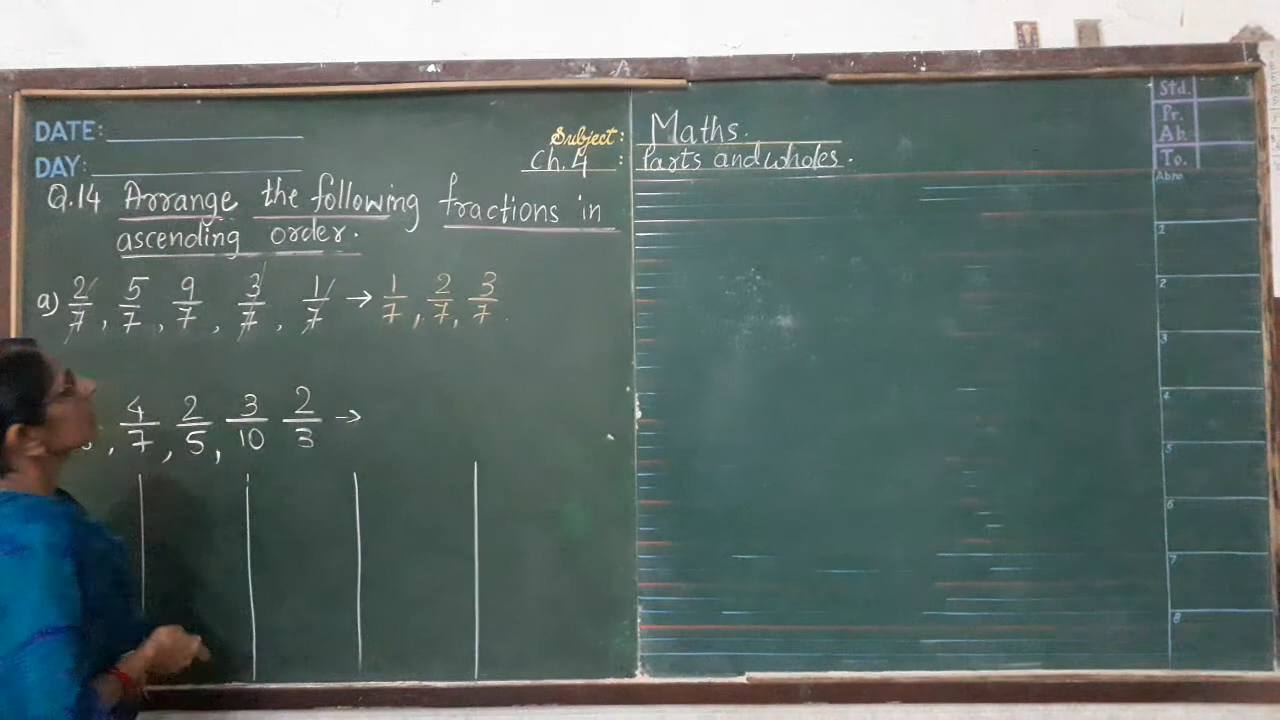 DATE:
DAY:
Subject: Maths.
Ch. 4 : Parts and wholes.
Q.14 Arrange the following fractions in
ascending order.
a) 2/7, 5/7, 9/7, 3/7, 1/7 → 1/7, 2/7, 3/7
, 4/7, 2/5, 3/10 2/3 →
Std.
Pr.
Ab.
To.
Abno
1
2
3
4
5
6
7
8